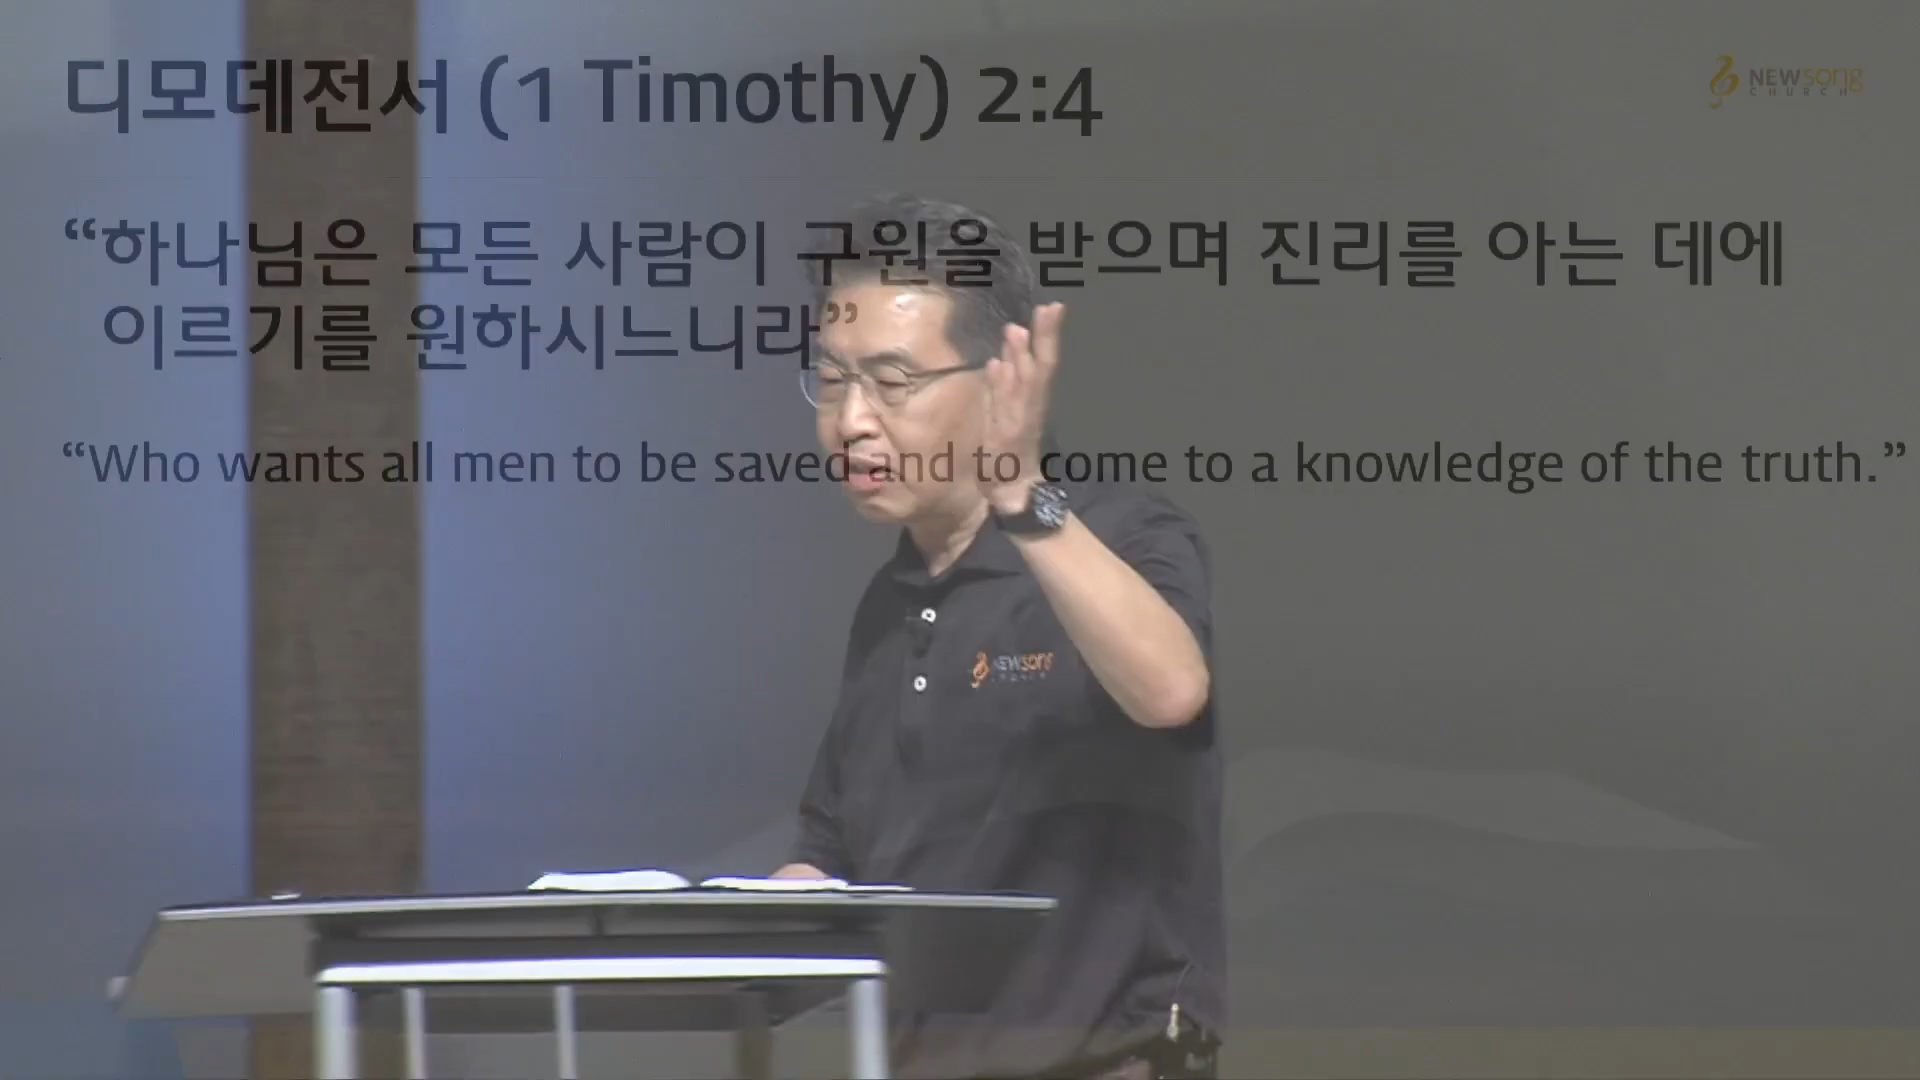 디모데전서 (1 Timothy) 2:4
NEWSong
CHURCH
“하나님은 모든 사람이 구원을 받으며 진리를 아는 데에
이르기를 원하시느니라”
“Who wants all men to be saved and to come to a knowledge of the truth.”
NEWSong